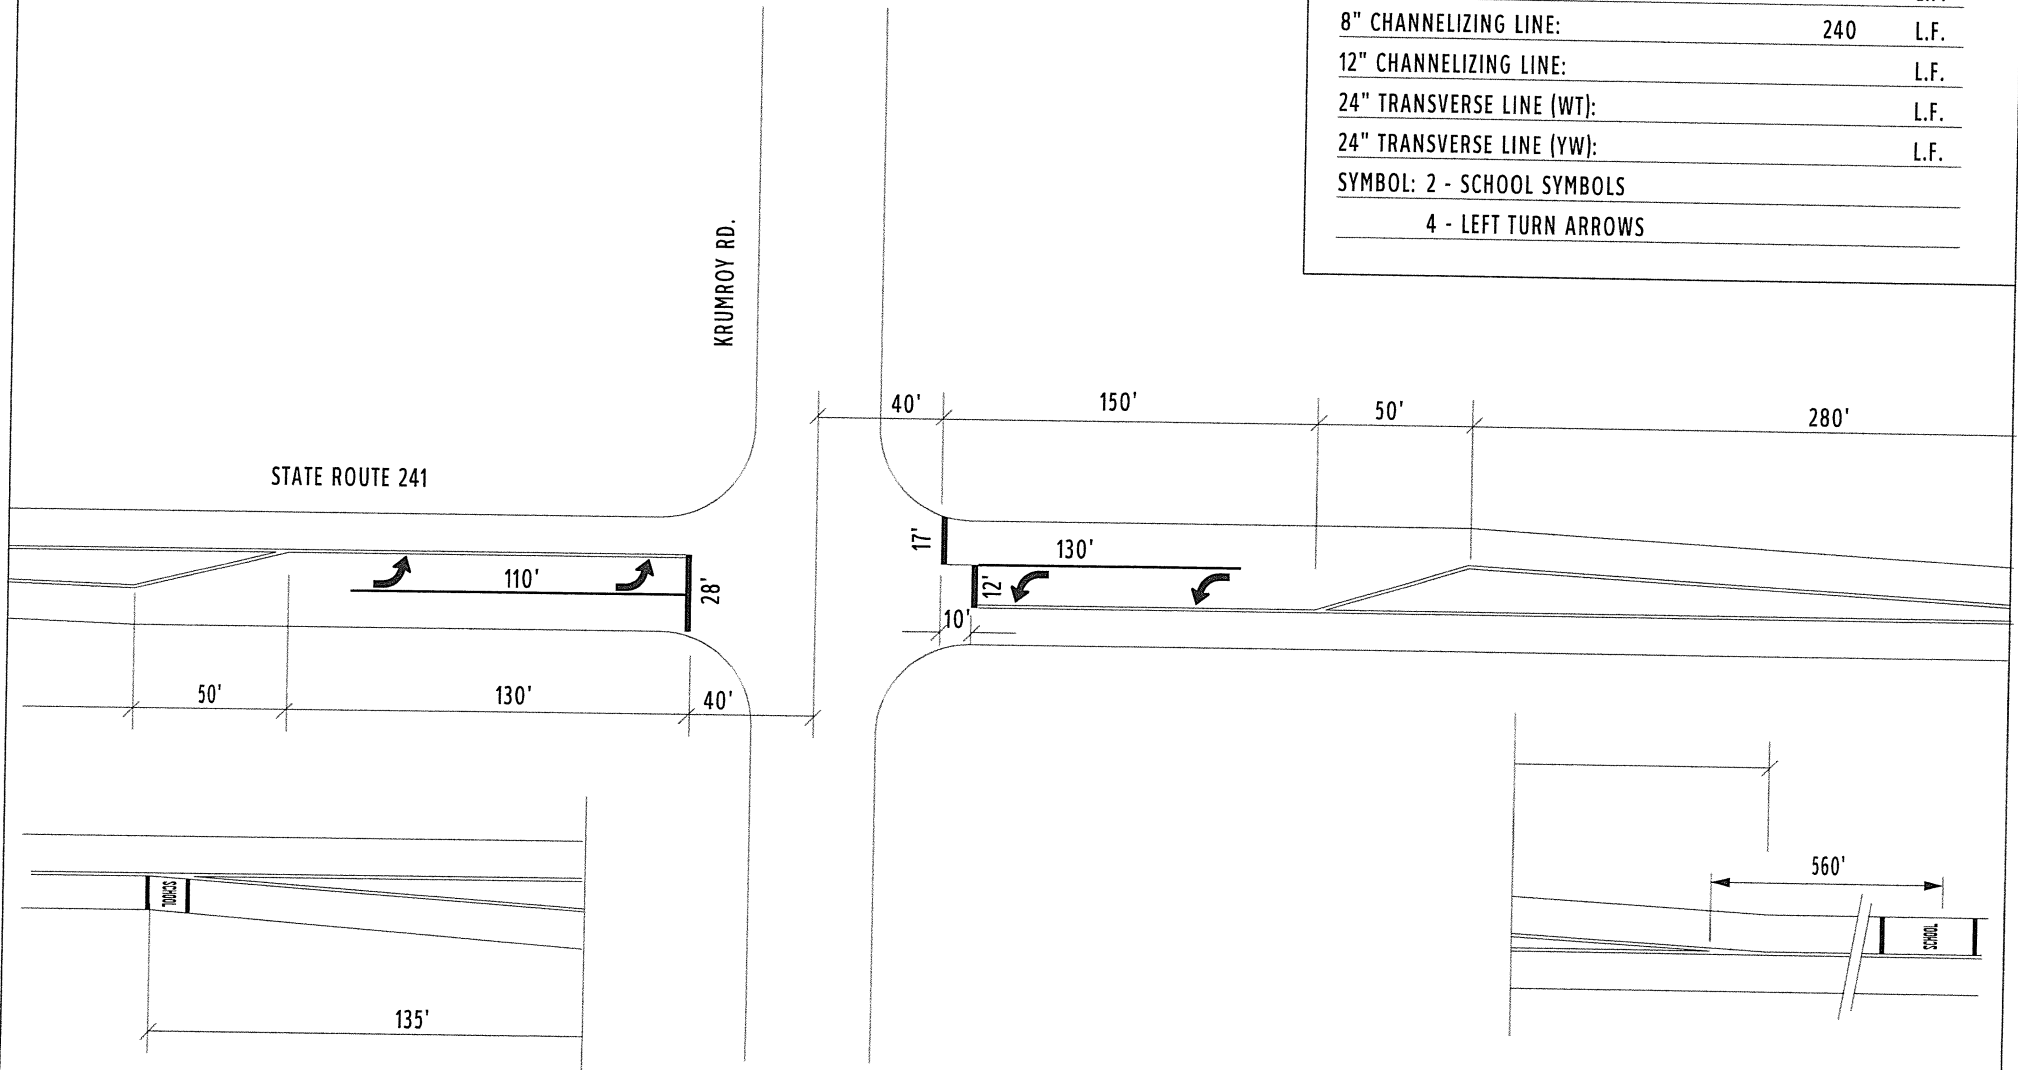 8" CHANNELIZING LINE: 240 L.F.
12" CHANNELIZING LINE: L.F.
24" TRANSVERSE LINE (WT): L.F.
24" TRANSVERSE LINE (YW): L.F.
SYMBOL: 2 - SCHOOL SYMBOLS
4 - LEFT TURN ARROWS
KRUMROY RD.
40' 150' 50' 280'
STATE ROUTE 241
17'
130'
110'
28'
12'
10'
50' 130' 40'
SCHOOL
135'
560'
SCHOOL